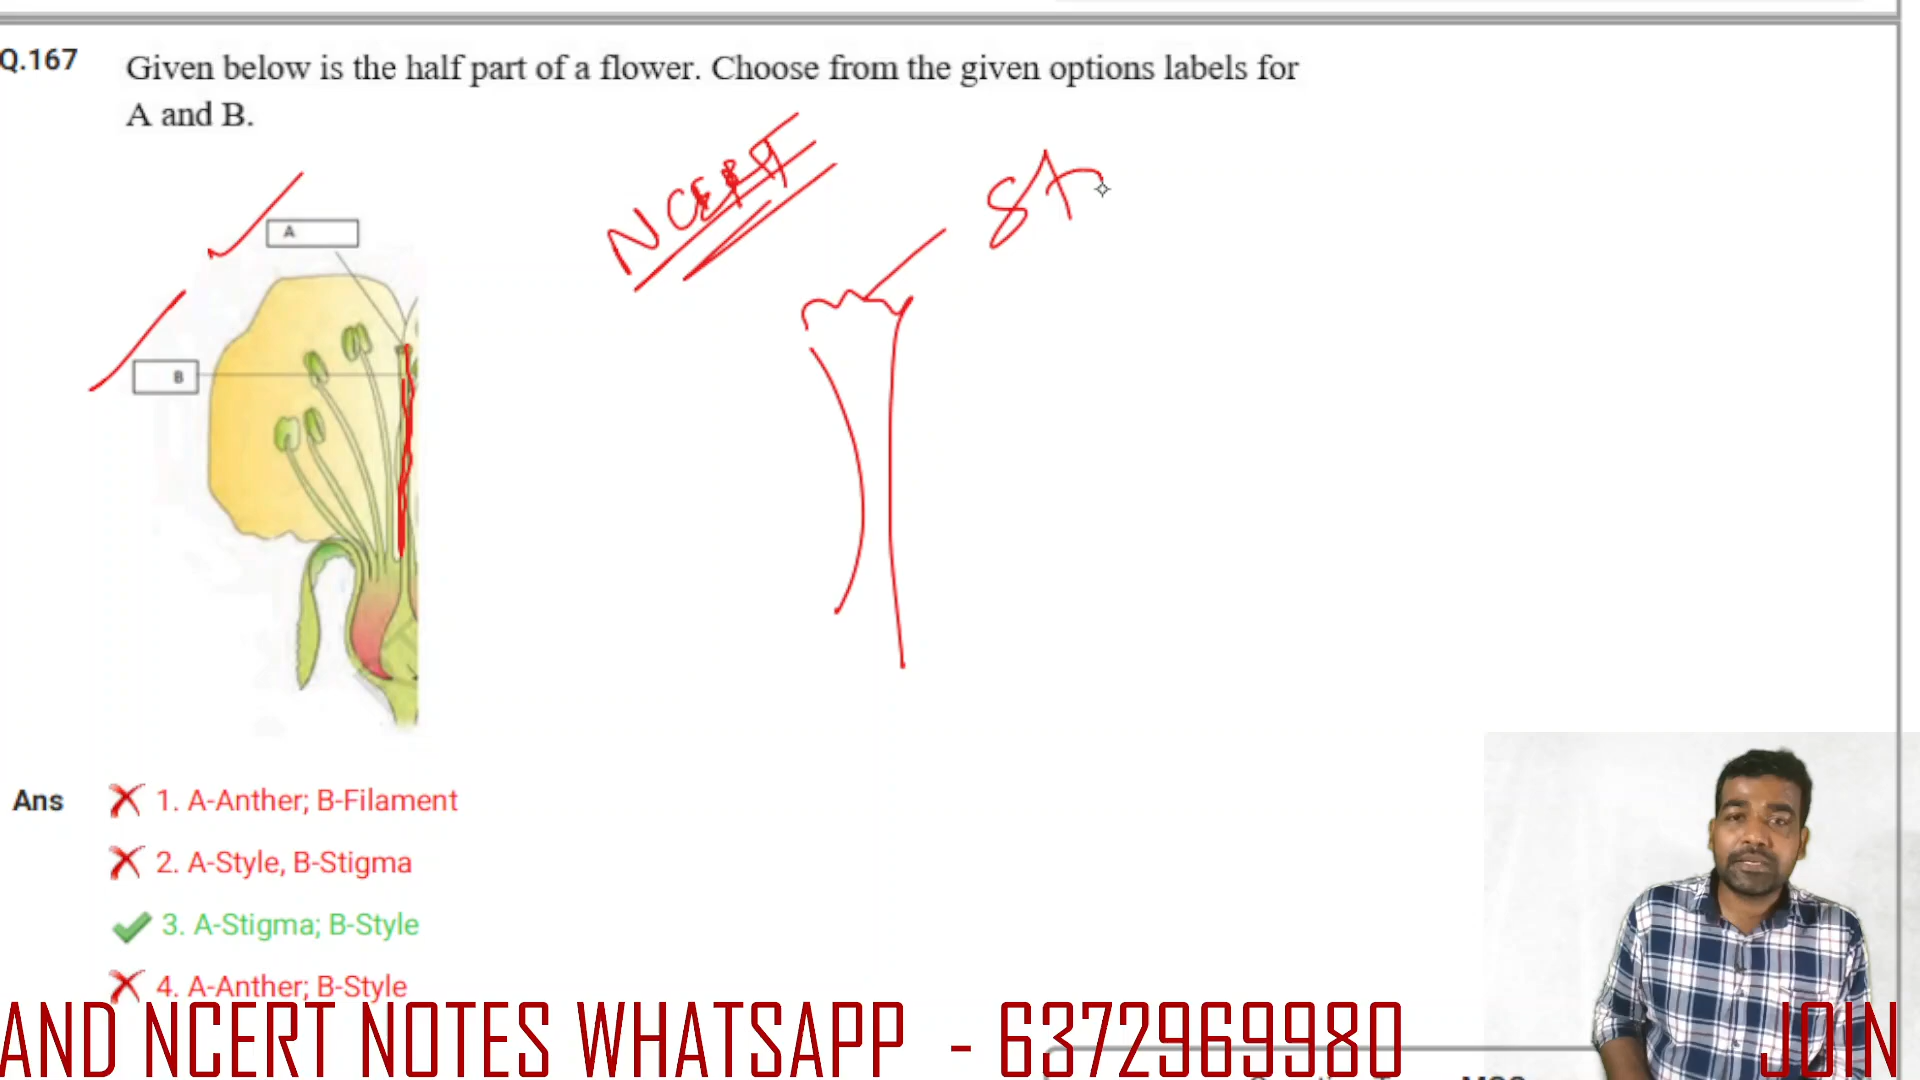 Q.167 Given below is the half part of a flower. Choose from the given options labels for
A and B.
NCERT
St
A
B
Ans 1. A-Anther; B-Filament
2. A-Style, B-Stigma
3. A-Stigma; B-Style
4. A-Anther; B-Style
AND NCERT NOTES WHATSAPP - 6372969980 JOIN